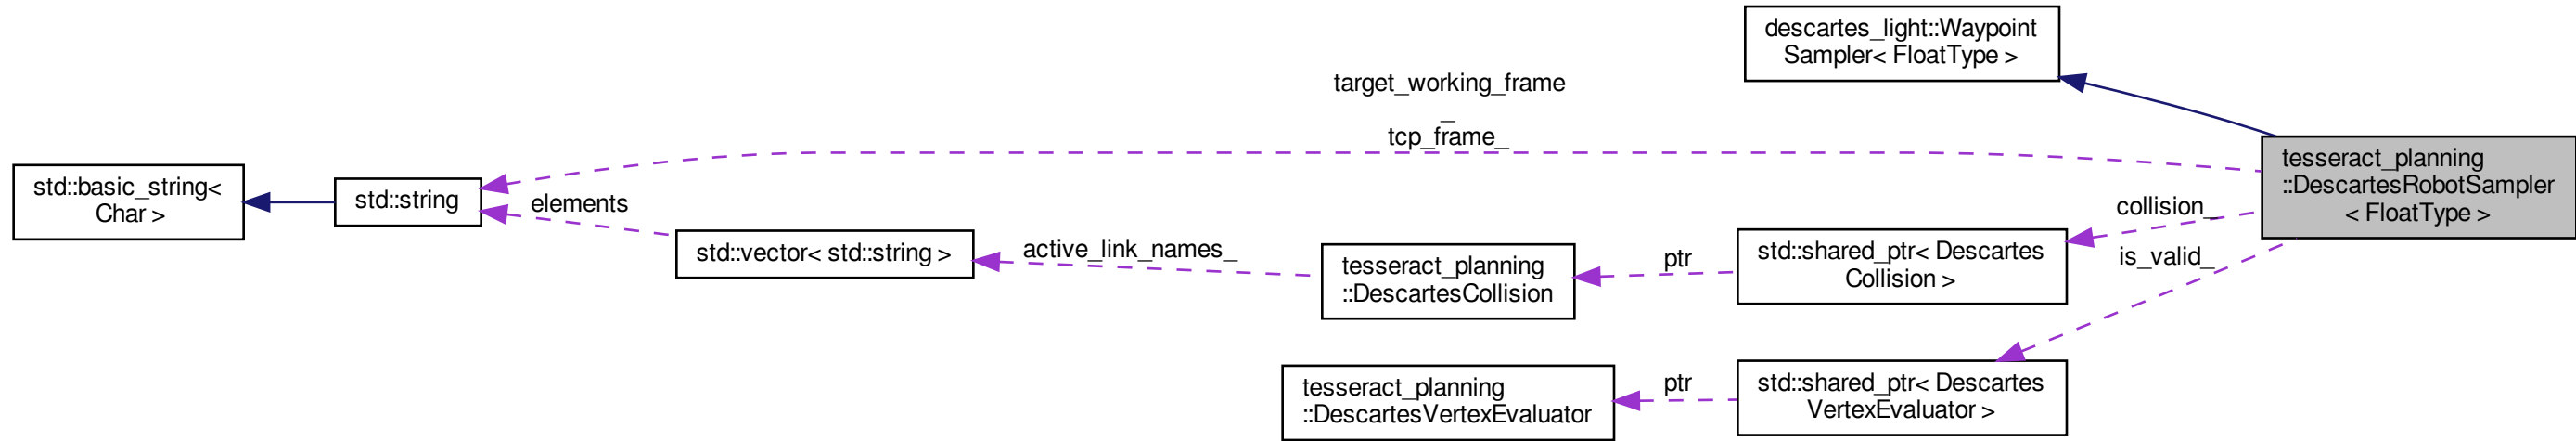 descartes_light::Waypoint
Sampler< FloatType >
target_working_frame
_
tcp_frame_
tesseract_planning
::DescartesRobotSampler
< FloatType >
std::basic_string<
Char >
std::string
elements
collision_
std::vector< std::string >
active_link_names_
tesseract_planning
::DescartesCollision
ptr
std::shared_ptr< Descartes
Collision >
is_valid_
tesseract_planning
::DescartesVertexEvaluator
ptr
std::shared_ptr< Descartes
VertexEvaluator >